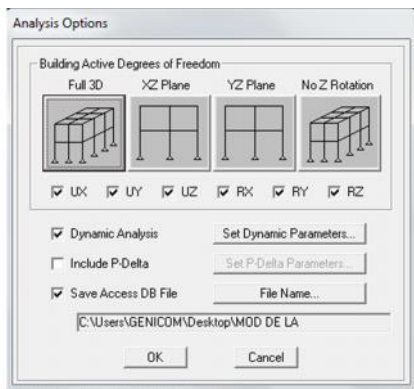 Analysis Options
Building Active Degrees of Freedom
Full 3D XZ Plane YZ Plane No Z Rotation
UX UY UZ RX RY RZ
Dynamic Analysis Set Dynamic Parameters...
Include P-Delta Set P-Delta Parameters...
Save Access DB File File Name...
C:\Users\GENICOM\Desktop\MOD DE LA
OK Cancel